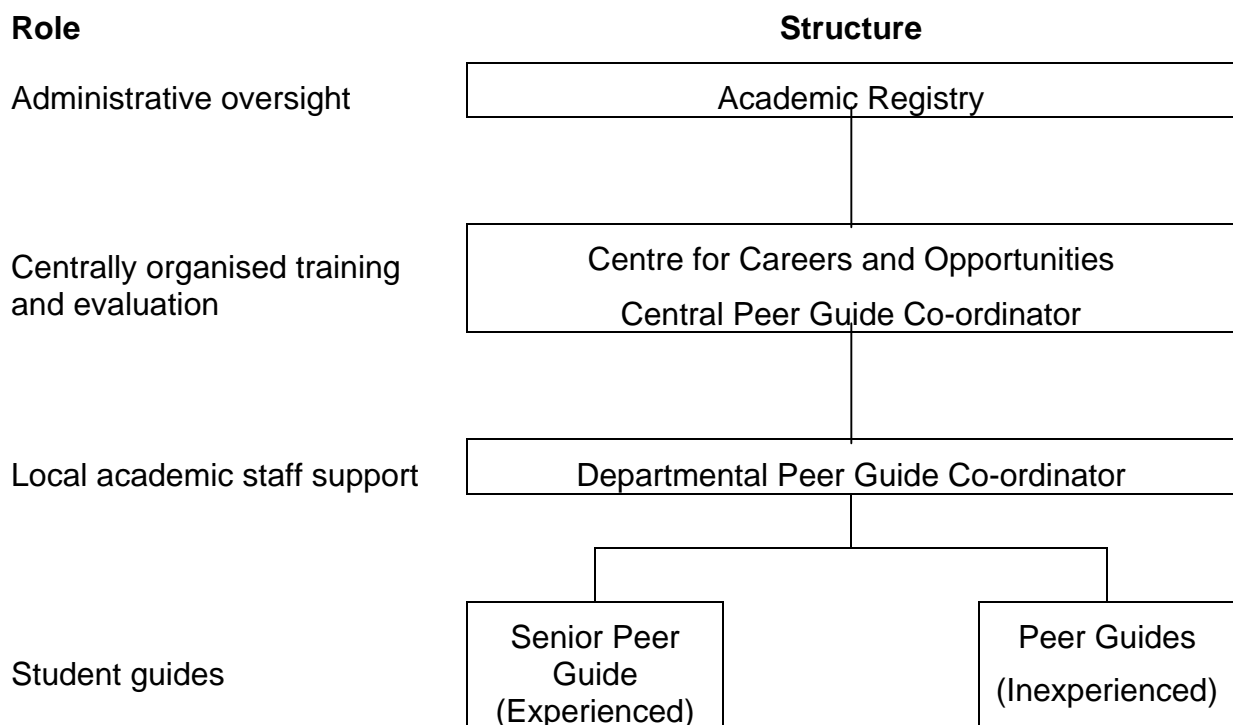 Role Structure
Administrative oversight Academic Registry
Centrally organised training
and evaluation
Centre for Careers and Opportunities
Central Peer Guide Co-ordinator
Local academic staff support Departmental Peer Guide Co-ordinator
Student guides
Senior Peer
Guide
(Experienced)
Peer Guides
(Inexperienced)